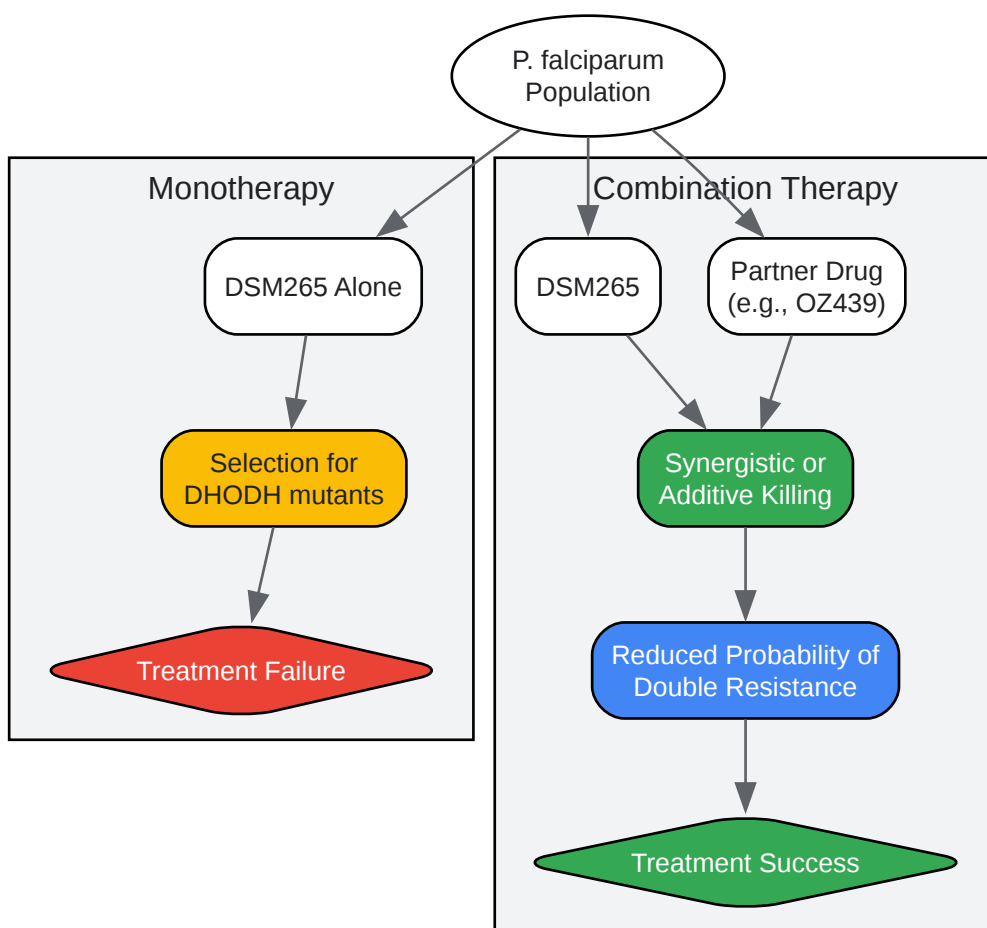 P. falciparum
Population
Monotherapy
DSM265 Alone
Selection for
DHODH mutants
Treatment Failure
Combination Therapy
DSM265
Partner Drug
(e.g., OZ439)
Synergistic or
Additive Killing
Reduced Probability of
Double Resistance
Treatment Success